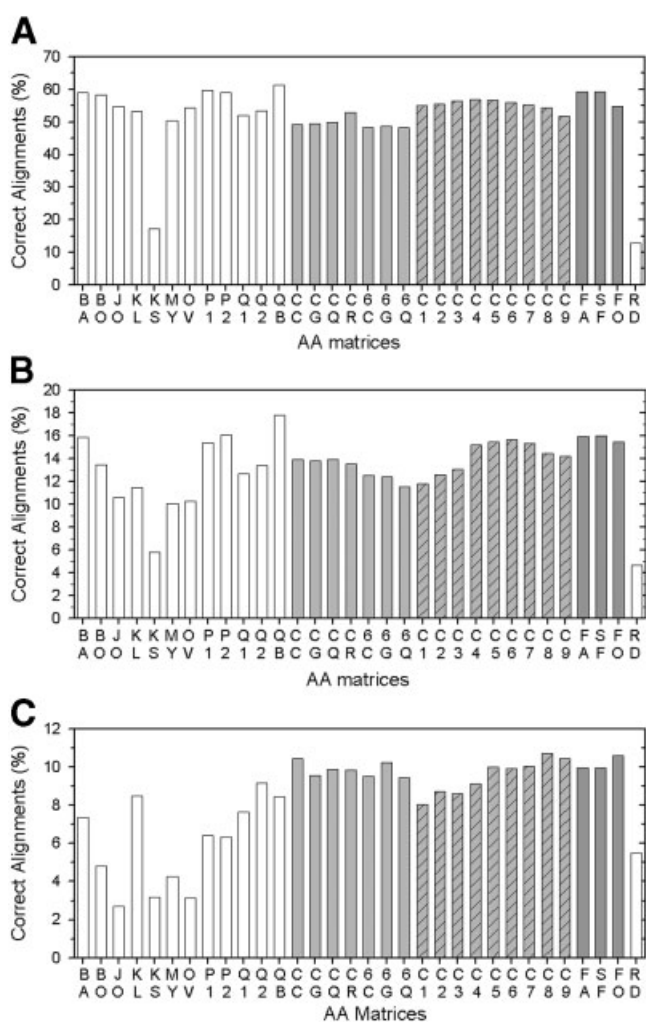 A
Correct Alignments (%)
70
60
50
40
30
20
10
0
B B J K K M O P P Q Q Q C C C C 6 6 6 C C C C C C C C C F S F R
A O O L S Y V 1 2 1 2 B C G Q R C G Q 1 2 3 4 5 6 7 8 9 A F O D
AA matrices
B
Correct Alignments (%)
20
18
16
14
12
10
8
6
4
2
0
B B J K K M O P P Q Q Q C C C C 6 6 6 C C C C C C C C C F S F R
A O O L S Y V 1 2 1 2 B C G Q R C G Q 1 2 3 4 5 6 7 8 9 A F O D
AA matrices
C
Correct Alignments (%)
12
10
8
6
4
2
0
B B J K K M O P P Q Q Q C C C C 6 6 6 C C C C C C C C C F S F R
A O O L S Y V 1 2 1 2 B C G Q R C G Q 1 2 3 4 5 6 7 8 9 A F O D
AA Matrices